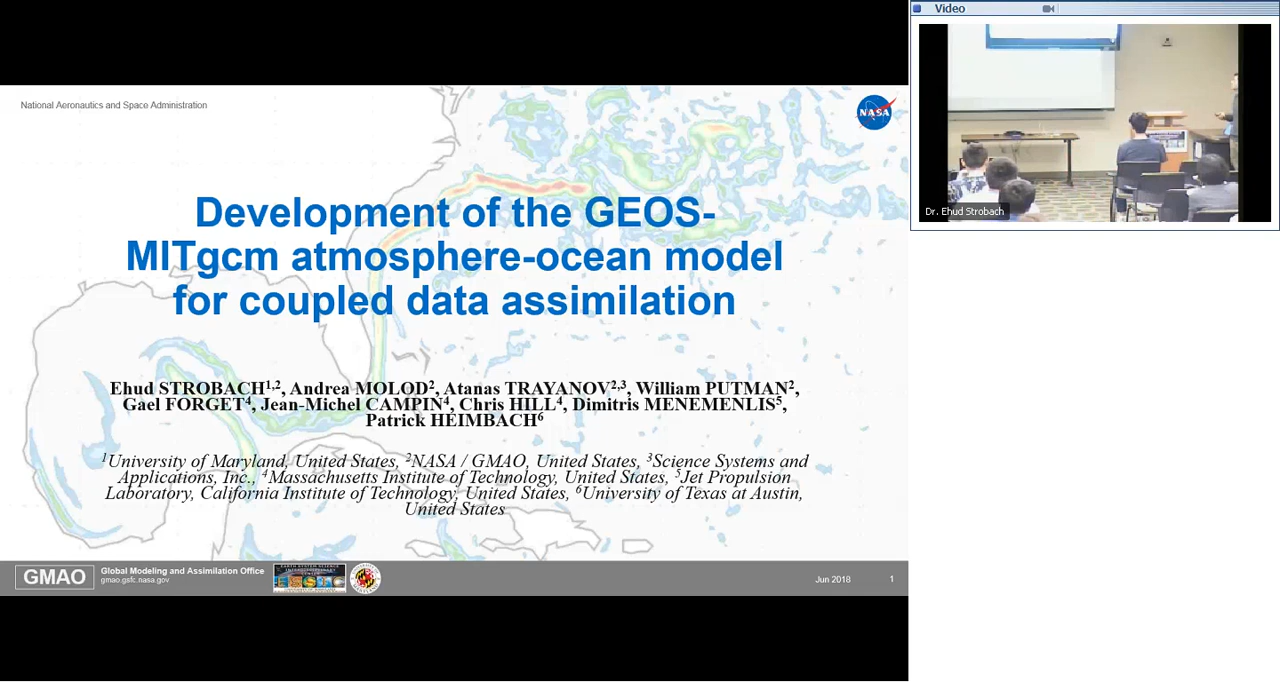 Video
National Aeronautics and Space Administration
NASA
Development of the GEOS-
MITgcm atmosphere-ocean model
for coupled data assimilation
Ehud STROBACH1,2, Andrea MOLOD2, Atanas TRAYANOV2,3, William PUTMAN2,
Gael FORGET4, Jean-Michel CAMPIN4, Chris HILL4, Dimitris MENEMENLIS5,
Patrick HEIMBACH6
1University of Maryland, United States, 2NASA / GMAO, United States, 3Science Systems and
Applications, Inc., 4Massachusetts Institute of Technology, United States, 5Jet Propulsion
Laboratory, California Institute of Technology, United States, 6University of Texas at Austin,
United States
GMAO
Global Modeling and Assimilation Office
gmao.gsfc.nasa.gov
ESSIC
Jun 2018
1
Dr. Ehud Strobach